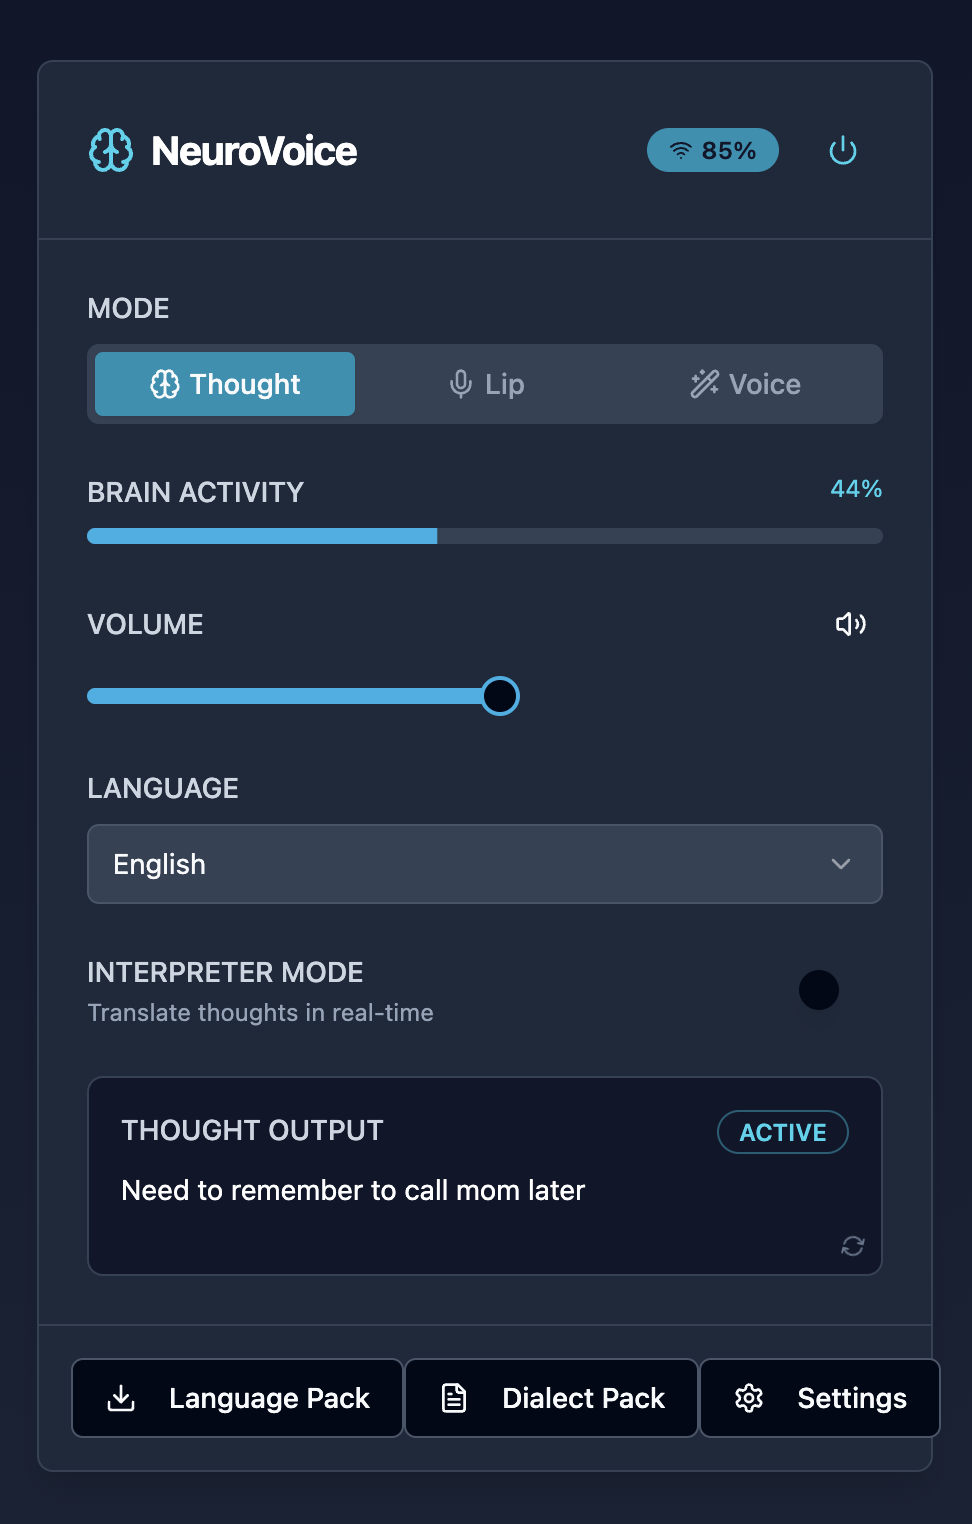 NeuroVoice
85%
MODE
Thought
Lip
Voice
BRAIN ACTIVITY
44%
VOLUME
LANGUAGE
English
INTERPRETER MODE
Translate thoughts in real-time
THOUGHT OUTPUT
ACTIVE
Need to remember to call mom later
Language Pack
Dialect Pack
Settings